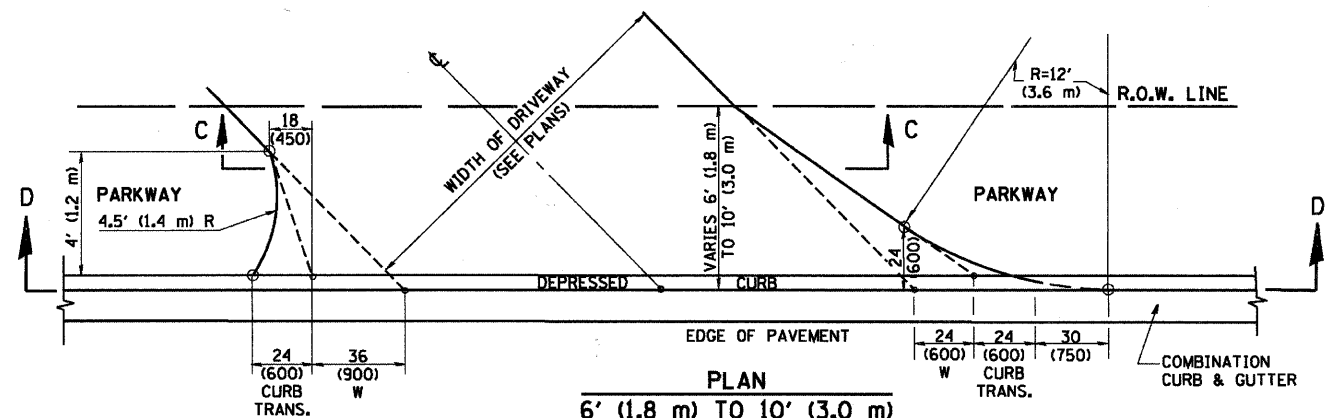 ℄
WIDTH OF DRIVEWAY
(SEE PLANS)
R=12'
(3.6 m)
R.O.W. LINE
C
18
(450)
C
4' (1.2 m)
PARKWAY
4.5' (1.4 m) R
VARIES 6' (1.8 m)
TO 10' (3.0 m)
PARKWAY
D
D
24
(600)
DEPRESSED CURB
EDGE OF PAVEMENT
24
(600)
CURB
TRANS.
36
(900)
W
24
(600)
W
24
(600)
CURB
TRANS.
30
(750)
COMBINATION
CURB & GUTTER
PLAN
6' (1.8 m) TO 10' (3.0 m)